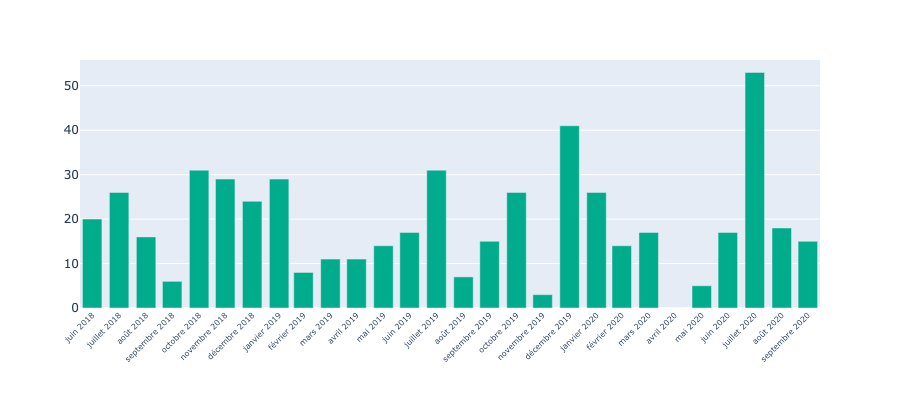 50
40
30
20
10
0
juin 2018
juillet 2018
août 2018
septembre 2018
octobre 2018
novembre 2018
décembre 2018
janvier 2019
février 2019
mars 2019
avril 2019
mai 2019
juin 2019
juillet 2019
août 2019
septembre 2019
octobre 2019
novembre 2019
décembre 2019
janvier 2020
février 2020
mars 2020
avril 2020
mai 2020
juin 2020
juillet 2020
août 2020
septembre 2020